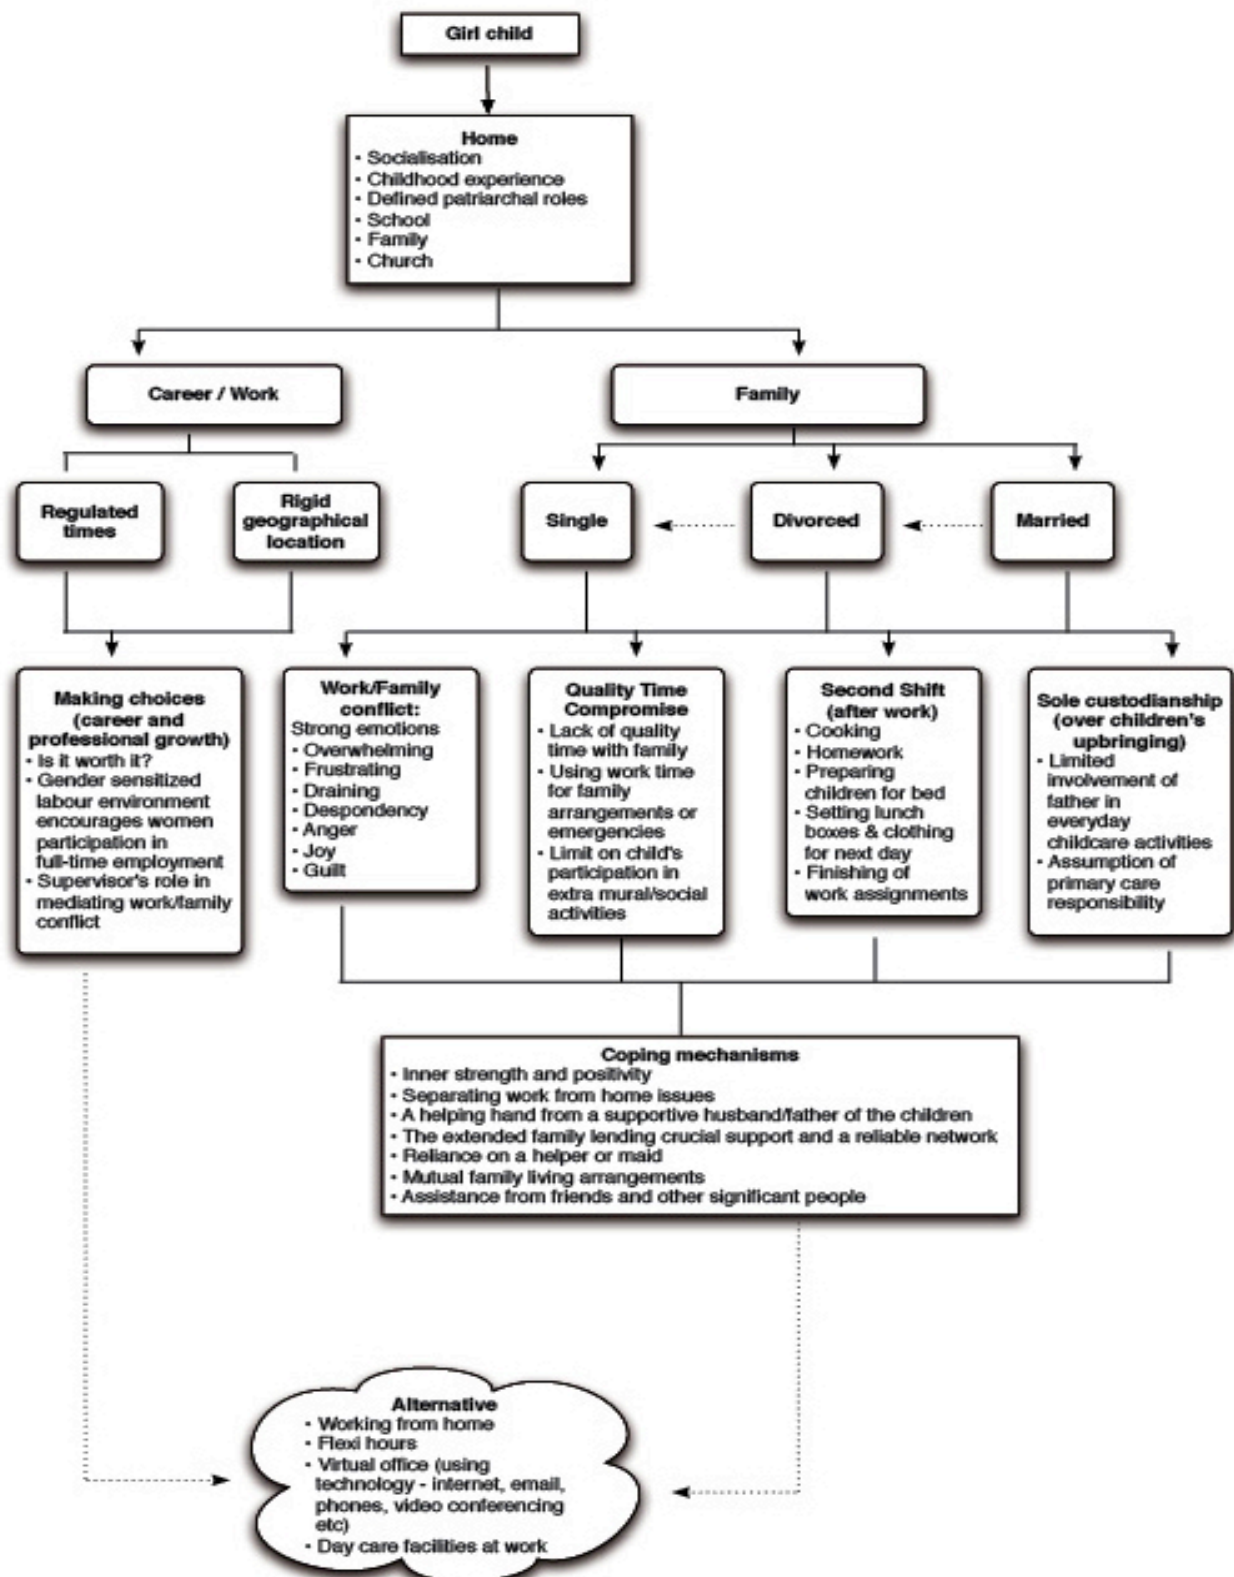 Girl child
Home
• Socialisation
• Childhood experience
• Defined patriarchal roles
• School
• Family
• Church
Career / Work
Family
Regulated
times
Rigid
geographical
location
Single
Divorced
Married
Making choices
(career and
professional growth)
• Is it worth it?
• Gender sensitized
labour environment
encourages women
participation in
full-time employment
• Supervisor's role in
mediating work/family
conflict
Work/Family
conflict:
Strong emotions
• Overwhelming
• Frustrating
• Draining
• Despondency
• Anger
• Joy
• Guilt
Quality Time
Compromise
• Lack of quality
time with family
• Using work time
for family
arrangements or
emergencies
• Limit on child's
participation in
extra mural/social
activities
Second Shift
(after work)
• Cooking
• Homework
• Preparing
children for bed
• Setting lunch
boxes & clothing
for next day
• Finishing of
work assignments
Sole custodianship
(over children's
upbringing)
• Limited
involvement of
father in
everyday
childcare activities
• Assumption of
primary care
responsibility
Coping mechanisms
• Inner strength and positivity
• Separating work from home issues
• A helping hand from a supportive husband/father of the children
• The extended family lending crucial support and a reliable network
• Reliance on a helper or maid
• Mutual family living arrangements
• Assistance from friends and other significant people
Alternative
• Working from home
• Flexi hours
• Virtual office (using
technology - internet, email,
phones, video conferencing
etc)
• Day care facilities at work